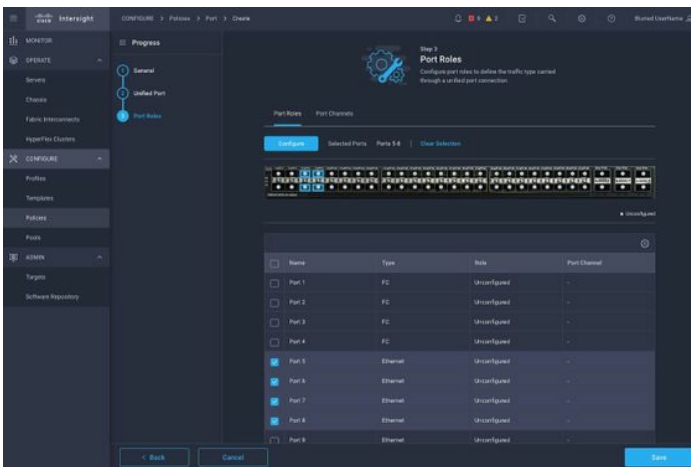 cisco Intersight
CONFIGURE > Policies > Port > Create
MONITOR
OPERATE
Servers
Chassis
Fabric Interconnects
HyperFlex Clusters
CONFIGURE
Profiles
Templates
Policies
Pools
ADMIN
Targets
Software Repository
Progress
1 General
2 Unified Port
3 Port Roles
Step 3
Port Roles
Configure port roles to define the traffic type carried
through a unified port connection.
Port Roles Port Channels
Configure Selected Ports Ports 5-8 | Clear Selection
Unconfigured
Name Type Role Port Channel
Port 1 FC Unconfigured -
Port 2 FC Unconfigured -
Port 3 FC Unconfigured -
Port 4 FC Unconfigured -
Port 5 Ethernet Unconfigured -
Port 6 Ethernet Unconfigured -
Port 7 Ethernet Unconfigured -
Port 8 Ethernet Unconfigured -
Port 9 Ethernet Unconfigured -
< Back Cancel Save